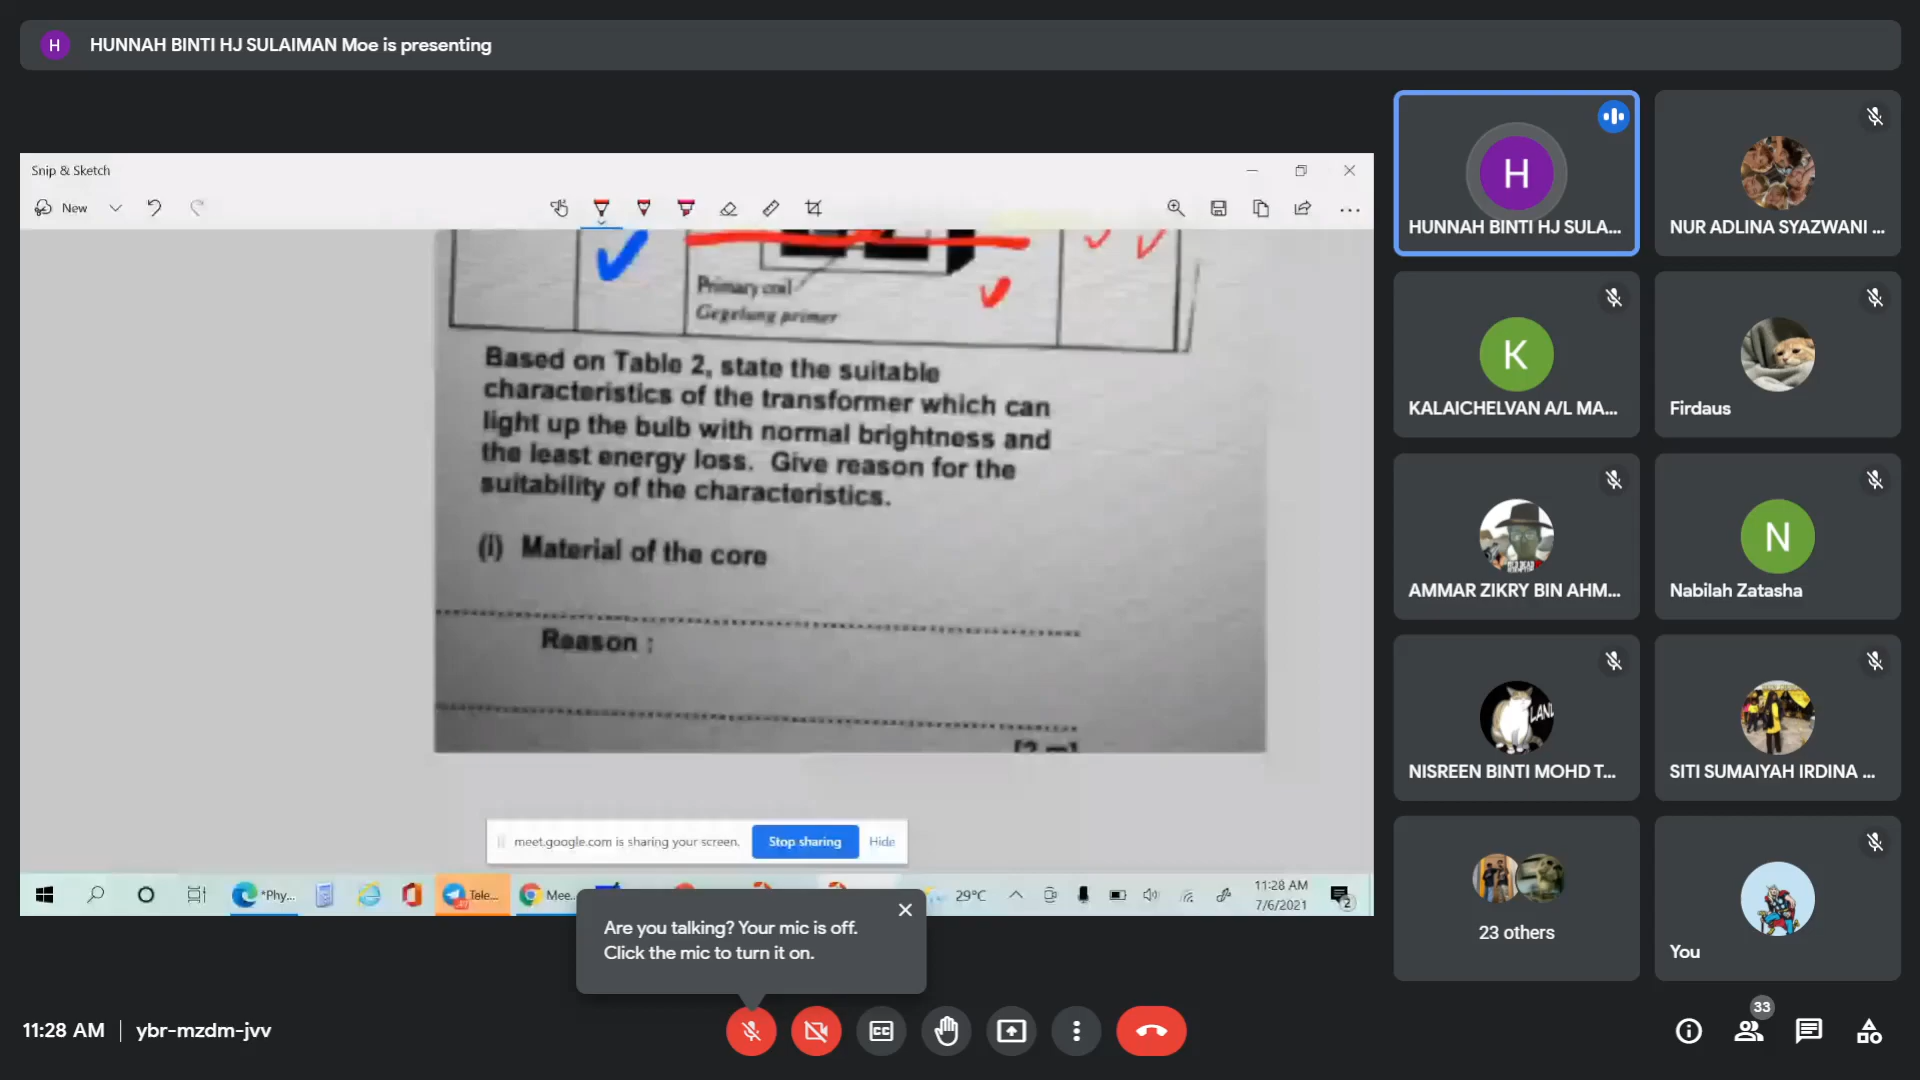 H HUNNAH BINTI HJ SULAIMAN Moe is presenting
Snip & Sketch
New
Primary coil
Gegelung primer
Based on Table 2, state the suitable
characteristics of the transformer which can
light up the bulb with normal brightness and
the least energy loss. Give reason for the
suitability of the characteristics.
(i) Material of the core
Reason :
meet.google.com is sharing your screen. Stop sharing Hide
*Phy... Tele... Mee... 29°C 11:28 AM
7/6/2021 2
Are you talking? Your mic is off.
Click the mic to turn it on.
H
HUNNAH BINTI HJ SULA...
NUR ADLINA SYAZWANI ...
K
KALAICHELVAN A/L MA...
Firdaus
AMMAR ZIKRY BIN AHM...
N
Nabilah Zatasha
LANL
NISREEN BINTI MOHD T...
SITI SUMAIYAH IRDINA ...
23 others
You
11:28 AM | ybr-mzdm-jvv
CC
33